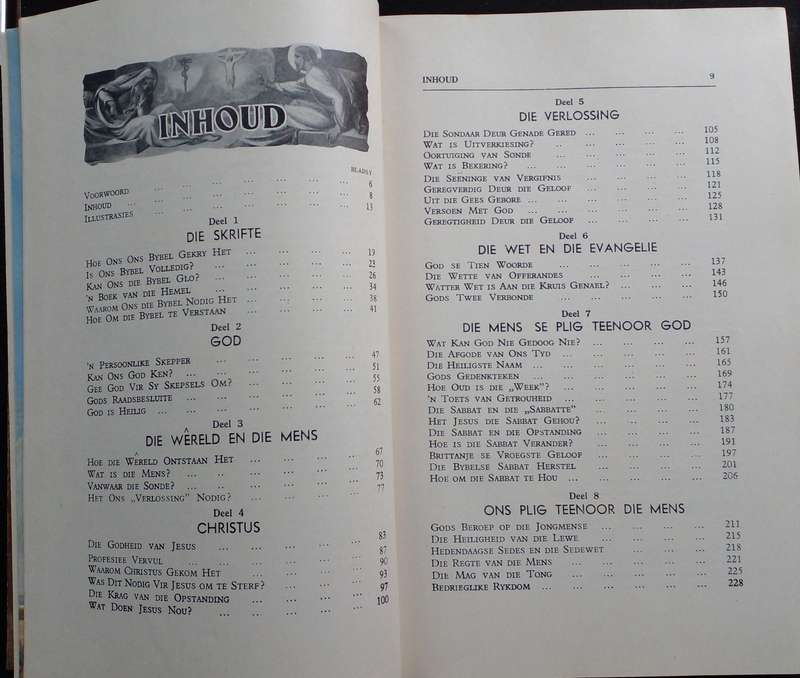 INHOUD
BLADSY
VOORWOORD ... ... ... ... ... ... ... 6
INHOUD ... ... ... ... ... ... ... 8
ILLUSTRASIES ... ... ... ... ... ... ... 13
Deel 1
DIE SKRIFTE
HOE ONS ONS BYBEL GEKRY HET ... ... ... ... 19
IS ONS BYBEL VOLLEDIG? ... ... ... ... ... 23
KAN ONS DIE BYBEL GLO? ... ... ... ... ... 26
'N BOEK VAN DIE HEMEL ... ... ... ... ... 34
WAAROM ONS DIE BYBEL NODIG HET ... ... ... ... 38
HOE OM DIE BYBEL TE VERSTAAN ... ... ... ... 41
Deel 2
GOD
'N PERSOONLIKE SKEPPER ... ... ... ... ... 47
KAN ONS GOD KEN? ... ... ... ... ... ... 51
GEE GOD VIR SY SKEPSELS OM? ... ... ... ... 55
GODS RAADSBESLUITE ... ... ... ... ... 58
GOD IS HEILIG ... ... ... ... ... ... 62
Deel 3
DIE WÊRELD EN DIE MENS
HOE DIE WÊRELD ONTSTAAN HET ... ... ... ... 67
WAT IS DIE MENS? ... ... ... ... ... ... 70
VANWAAR DIE SONDE? ... ... ... ... ... 73
HET ONS „VERLOSSING" NODIG? ... ... ... ... 77
Deel 4
CHRISTUS
DIE GODHEID VAN JESUS ... ... ... ... ... 83
PROFESIEË VERVUL ... ... ... ... ... 87
WAAROM CHRISTUS GEKOM HET ... ... ... ... 90
WAS DIT NODIG VIR JESUS OM TE STERF? ... ... ... 93
DIE KRAG VAN DIE OPSTANDING ... ... ... ... 97
WAT DOEN JESUS NOU? ... ... ... ... ... 100
INHOUD 9
Deel 5
DIE VERLOSSING
DIE SONDAAR DEUR GENADE GERED ... ... ... ... 105
WAT IS UITVERKIESING? ... ... ... ... ... 108
OORTUIGING VAN SONDE ... ... ... ... ... 112
WAT IS BEKERING? ... ... ... ... ... 115
DIE SEENINGE VAN VERGIFNIS ... ... ... ... 118
GEREGVERDIG DEUR DIE GELOOF ... ... ... ... 121
UIT DIE GEES GEBORE ... ... ... ... ... 125
VERSOEN MET GOD ... ... ... ... ... 128
GEREGTIGHEID DEUR DIE GELOOF ... ... ... ... 131
Deel 6
DIE WET EN DIE EVANGELIE
GOD SE TIEN WOORDE ... ... ... ... 137
DIE WETTE VAN OFFERANDES ... ... ... ... 143
WATTER WET IS AAN DIE KRUIS GENAEL? ... ... ... 146
GODS TWEE VERBONDE ... ... ... ... 150
Deel 7
DIE MENS SE PLIG TEENOOR GOD
WAT KAN GOD NIE GEDOOG NIE? ... ... ... ... 157
DIE AFGODE VAN ONS TYD ... ... ... ... ... 161
DIE HEILIGSTE NAAM ... ... ... ... ... 165
GODS GEDENKTEKEN ... ... ... ... ... 169
HOE OUD IS DIE „WEEK"? ... ... ... ... ... 174
'N TOETS VAN GETROUHEID ... ... ... ... 177
DIE SABBAT EN DIE „SABBATTE" ... ... ... ... 180
HET JESUS DIE SABBAT GEHOU? ... ... ... ... 183
DIE SABBAT EN DIE OPSTANDING ... ... ... ... 187
HOE IS DIE SABBAT VERANDER? ... ... ... ... 191
BRITTANJE SE VROEGSTE GELOOF ... ... ... ... 197
DIE BYBELSE SABBAT HERSTEL ... ... ... ... 201
HOE OM DIE SABBAT TE HOU ... ... ... ... 206
Deel 8
ONS PLIG TEENOOR DIE MENS
GODS BEROEP OP DIE JONGMENSE ... ... ... ... 211
DIE HEILIGHEID VAN DIE LEWE ... ... ... ... 215
HEDENDAAGSE SEDES EN DIE SEDEWET ... ... ... 218
DIE REGTE VAN DIE MENS ... ... ... ... 221
DIE MAG VAN DIE TONG ... ... ... ... ... 225
BEDRIEGLIKE RYKDOM ... ... ... ... ... 228